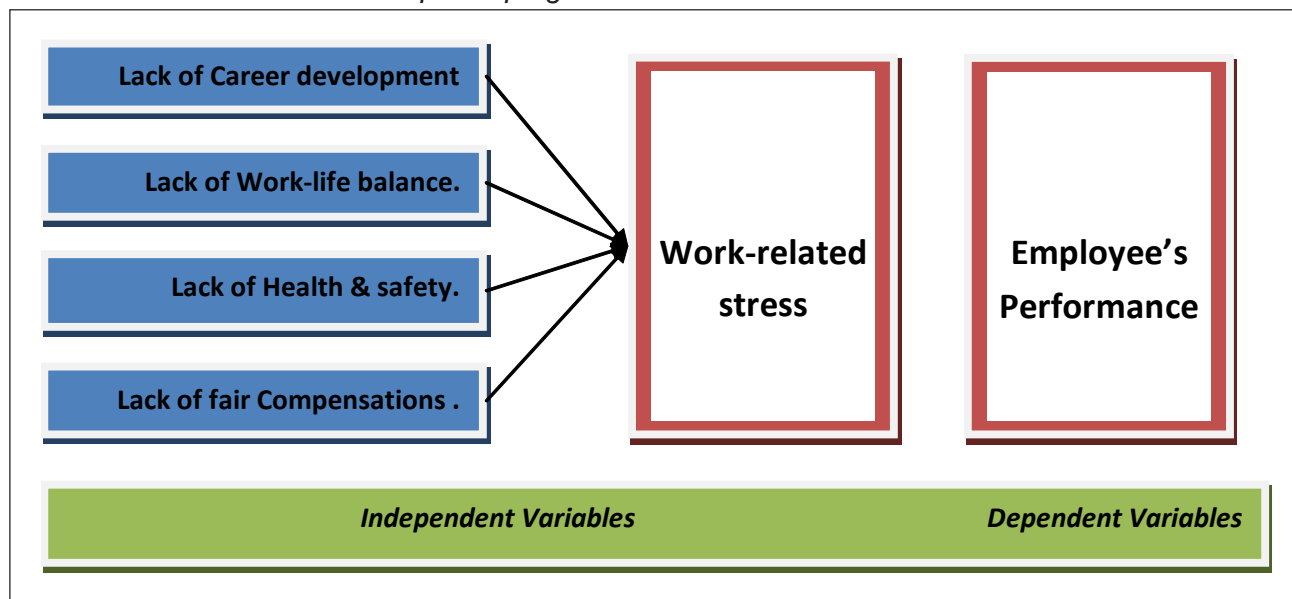 Lack of Career development
Lack of Work-life balance.
Lack of Health & safety.
Lack of fair Compensations .
Work-related
stress
Employee’s
Performance
Independent Variables
Dependent Variables